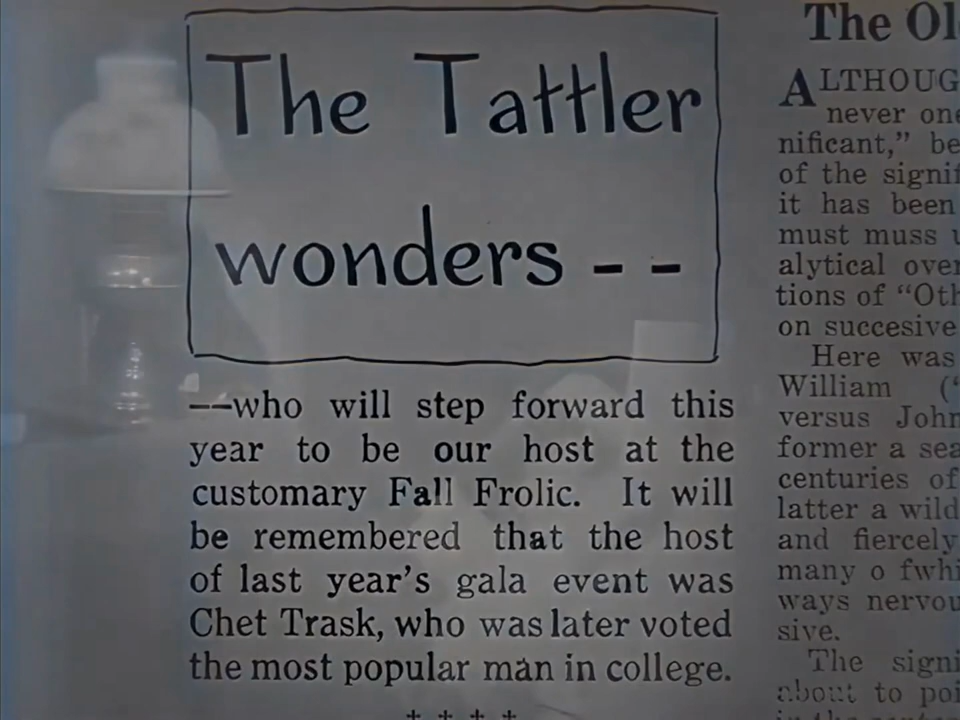 The Tattler
wonders - -
--who will step forward this
year to be our host at the
customary Fall Frolic. It will
be remembered that the host
of last year's gala event was
Chet Trask, who was later voted
the most popular man in college.
The Ol
ALTHOUG
never one
nificant," be
of the signif
it has been
must muss u
alytical over
tions of "Oth
on succesive
Here was
William ("
versus John
former a sea
centuries of
latter a wild
and fiercely
many o fwhi
ways nervou
sive.
The signi
about to poi